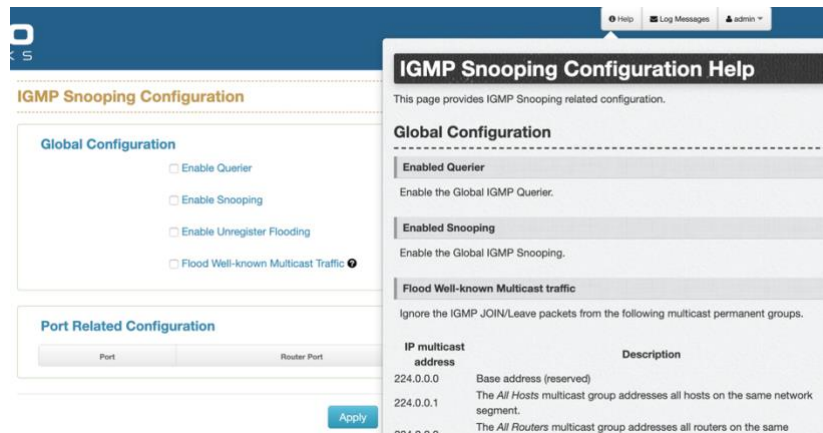 Help
Log Messages
admin
IGMP Snooping Configuration
Global Configuration
Enable Querier
Enable Snooping
Enable Unregister Flooding
Flood Well-known Multicast Traffic
Port Related Configuration
Port
Router Port
Apply
IGMP Snooping Configuration Help
This page provides IGMP Snooping related configuration.
Global Configuration
Enabled Querier
Enable the Global IGMP Querier.
Enabled Snooping
Enable the Global IGMP Snooping.
Flood Well-known Multicast traffic
Ignore the IGMP JOIN/Leave packets from the following multicast permanent groups.
IP multicast
address
Description
224.0.0.0
Base address (reserved)
224.0.0.1
The All Hosts multicast group addresses all hosts on the same network
segment.
The All Routers multicast group addresses all routers on the same